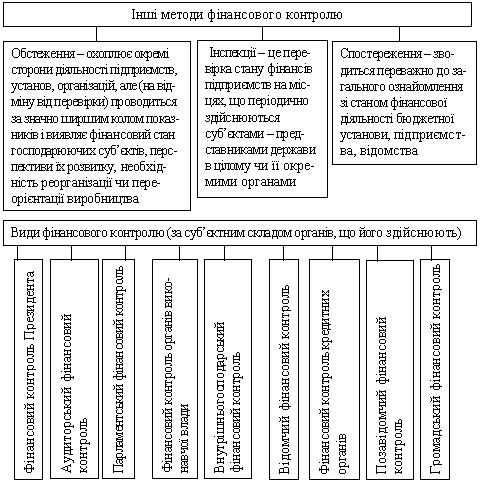 Інші методи фінансового контролю
Обстеження – охоплює окремі
сторони діяльності підприємств,
установ, організацій, але (на від-
міну від перевірки) проводиться
за значно ширшим колом показ-
ників і виявляє фінансовий стан
господарюючих суб’єктів, перс-
пективи їх розвитку, необхід-
ність реорганізації чи пере-
орієнтації виробництва
Інспекції – це пере-
вірка стану фінансів
підприємств на міс-
цях, що періодично
здійснюються
суб’єктами – пред-
ставниками держави
в цілому чи її окре-
мими органами
Спостереження – зво-
диться переважно до за-
гального ознайомлення
зі станом фінансової
діяльності бюджетної
установи, підприємст-
ва, відомства
Види фінансового контролю (за суб’єктним складом органів, що його здійснюють)
Фінансовий контроль Президента
Аудиторський фінансовий
контроль
Парламентський фінансовий контроль
Фінансовий контроль органів вико-
навчої влади
Внутрішньогосподарський
фінансовий контроль
Відомчий фінансовий контроль
Фінансовий контроль кредитних
органів
Позавідомчий фінансовий
контроль
Громадський фінансовий контроль